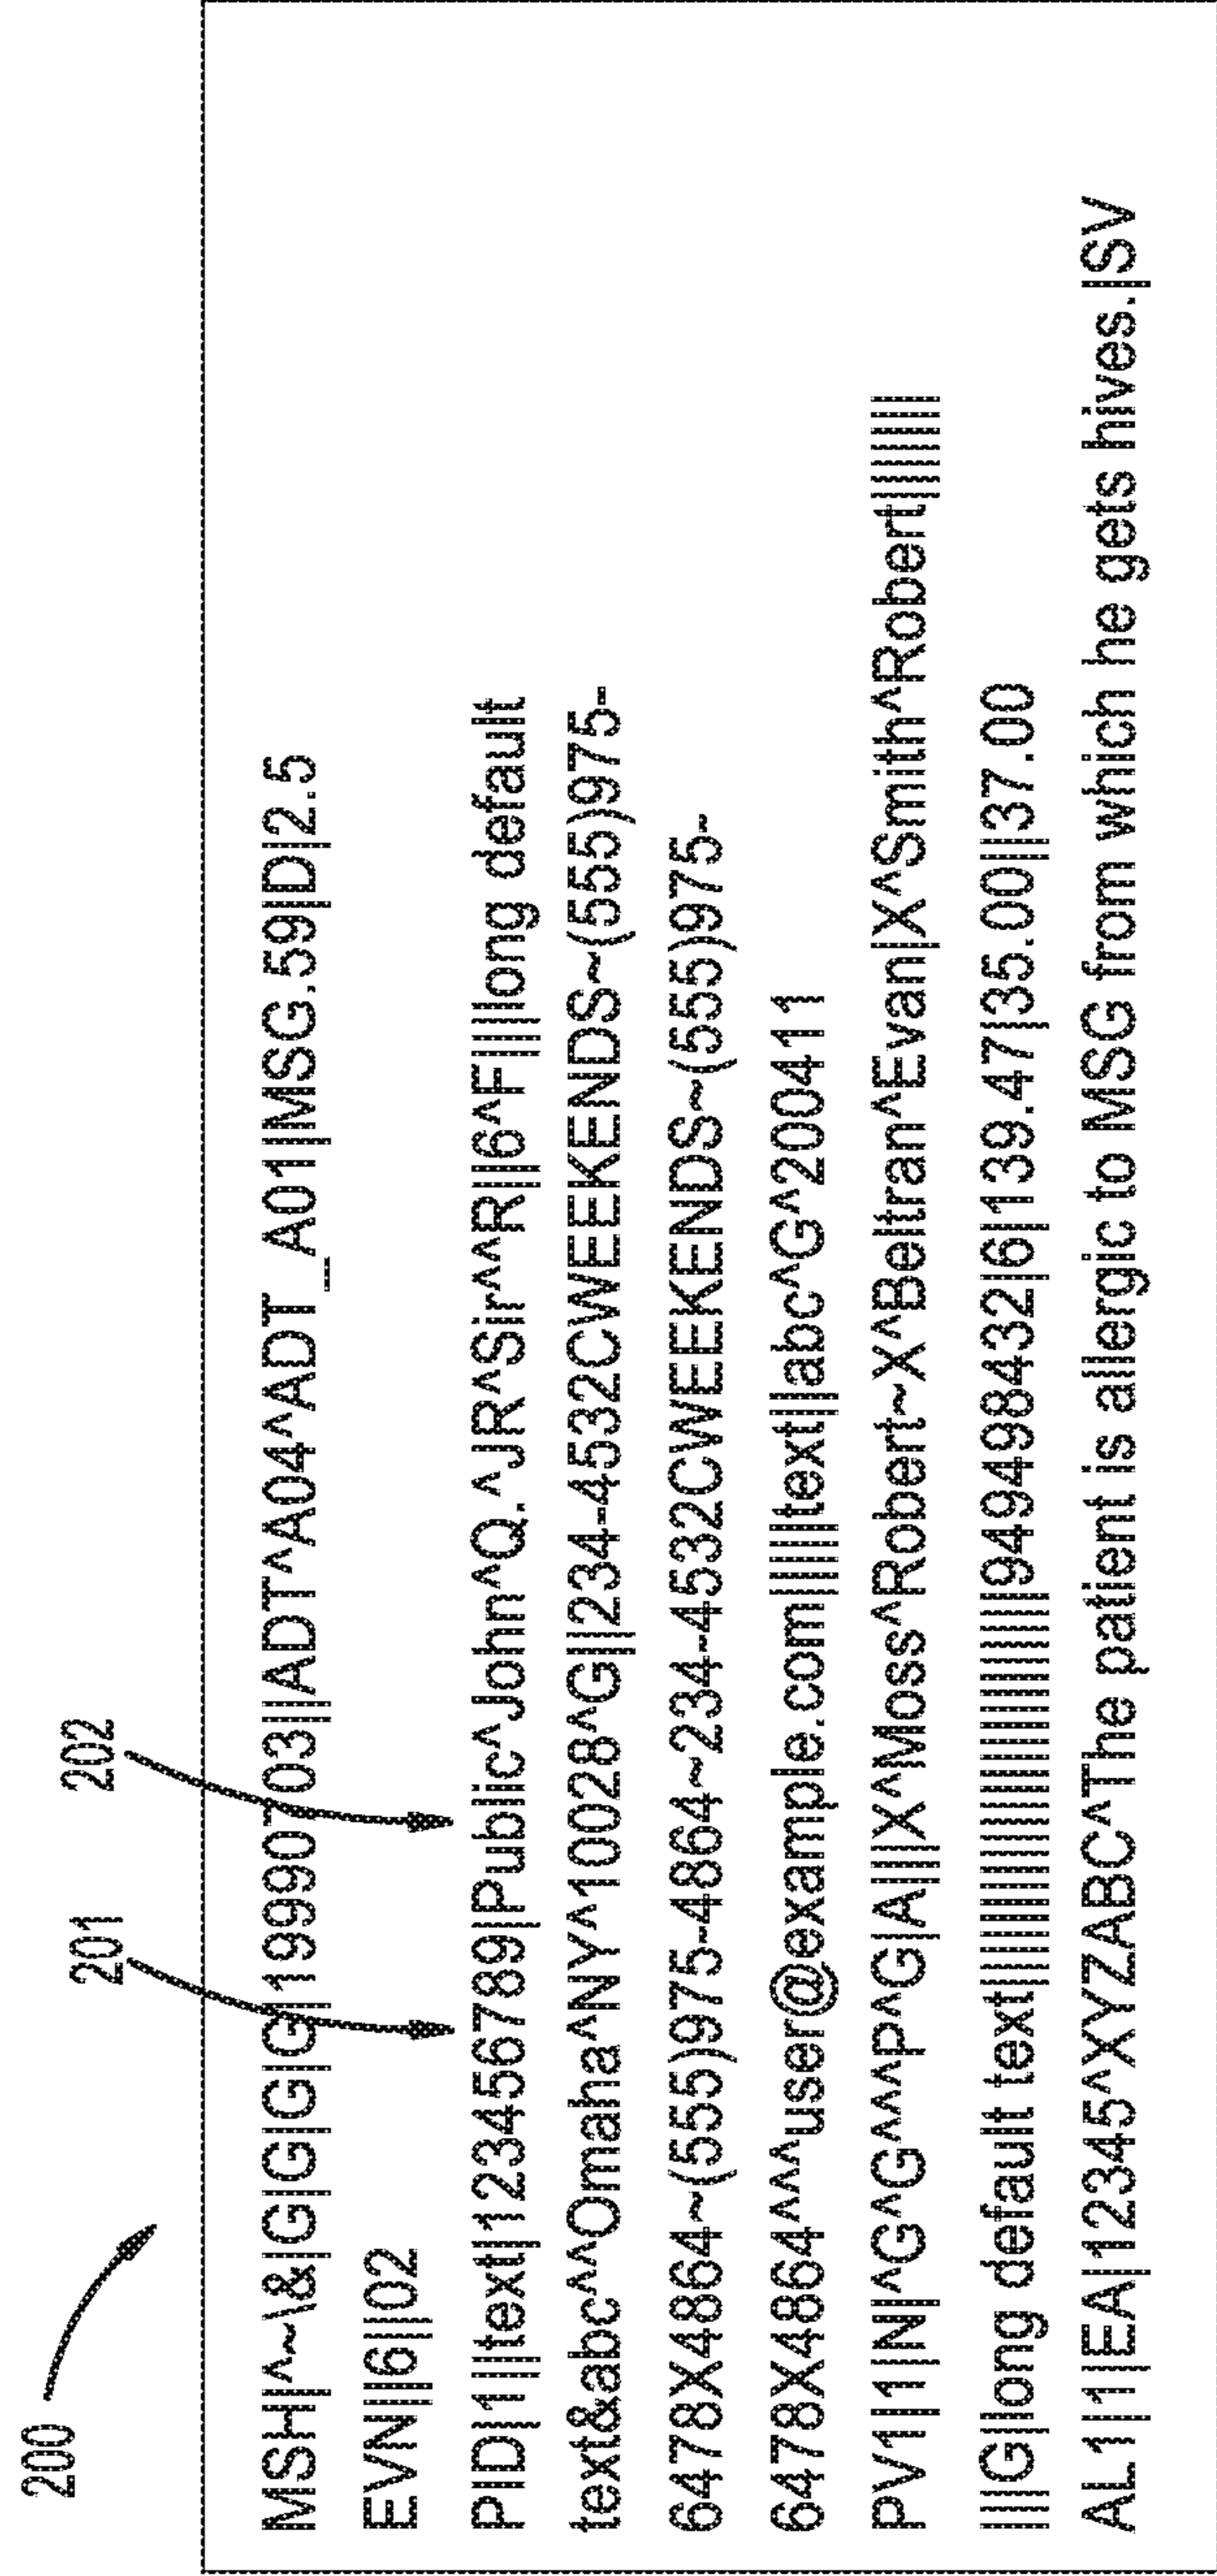 200
201
202
MSH|^~\&|G|G|G|G|19990703||ADT^A04^ADT_A01|MSG.59|D|2.5
EVN||6||02
PID|1||text|123456789|Public^John^Q.^JR^Sir^^R||6^F||||long default
text&abc^^Omaha^NY^10028^G||234-4532CWEEKENDS~(555)975-
6478X4864~(555)975-4864~234-4532CWEEKENDS~(555)975-
6478X4864^^^user@example.com||||||text||abc^G^200411
PV1|1|N|^G^G^^P^G|A|||X^Moss^Robert~X^Beltran^Evan|X^Smith^Robert||||||||
|||G||long default text||||||||||||||||||||||||94949498432|6|139.47|35.00||37.00
AL1|1|EA|12345^XYZABC^The patient is allergic to MSG from which he gets hives.|SV